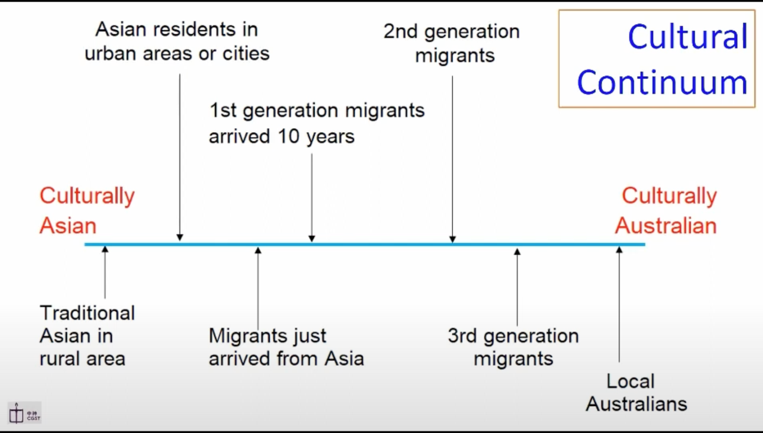 Cultural
Continuum
Asian residents in
urban areas or cities
2nd generation
migrants
1st generation migrants
arrived 10 years
Culturally
Asian
Culturally
Australian
Traditional
Asian in
rural area
Migrants just
arrived from Asia
3rd generation
migrants
Local
Australians
CGST